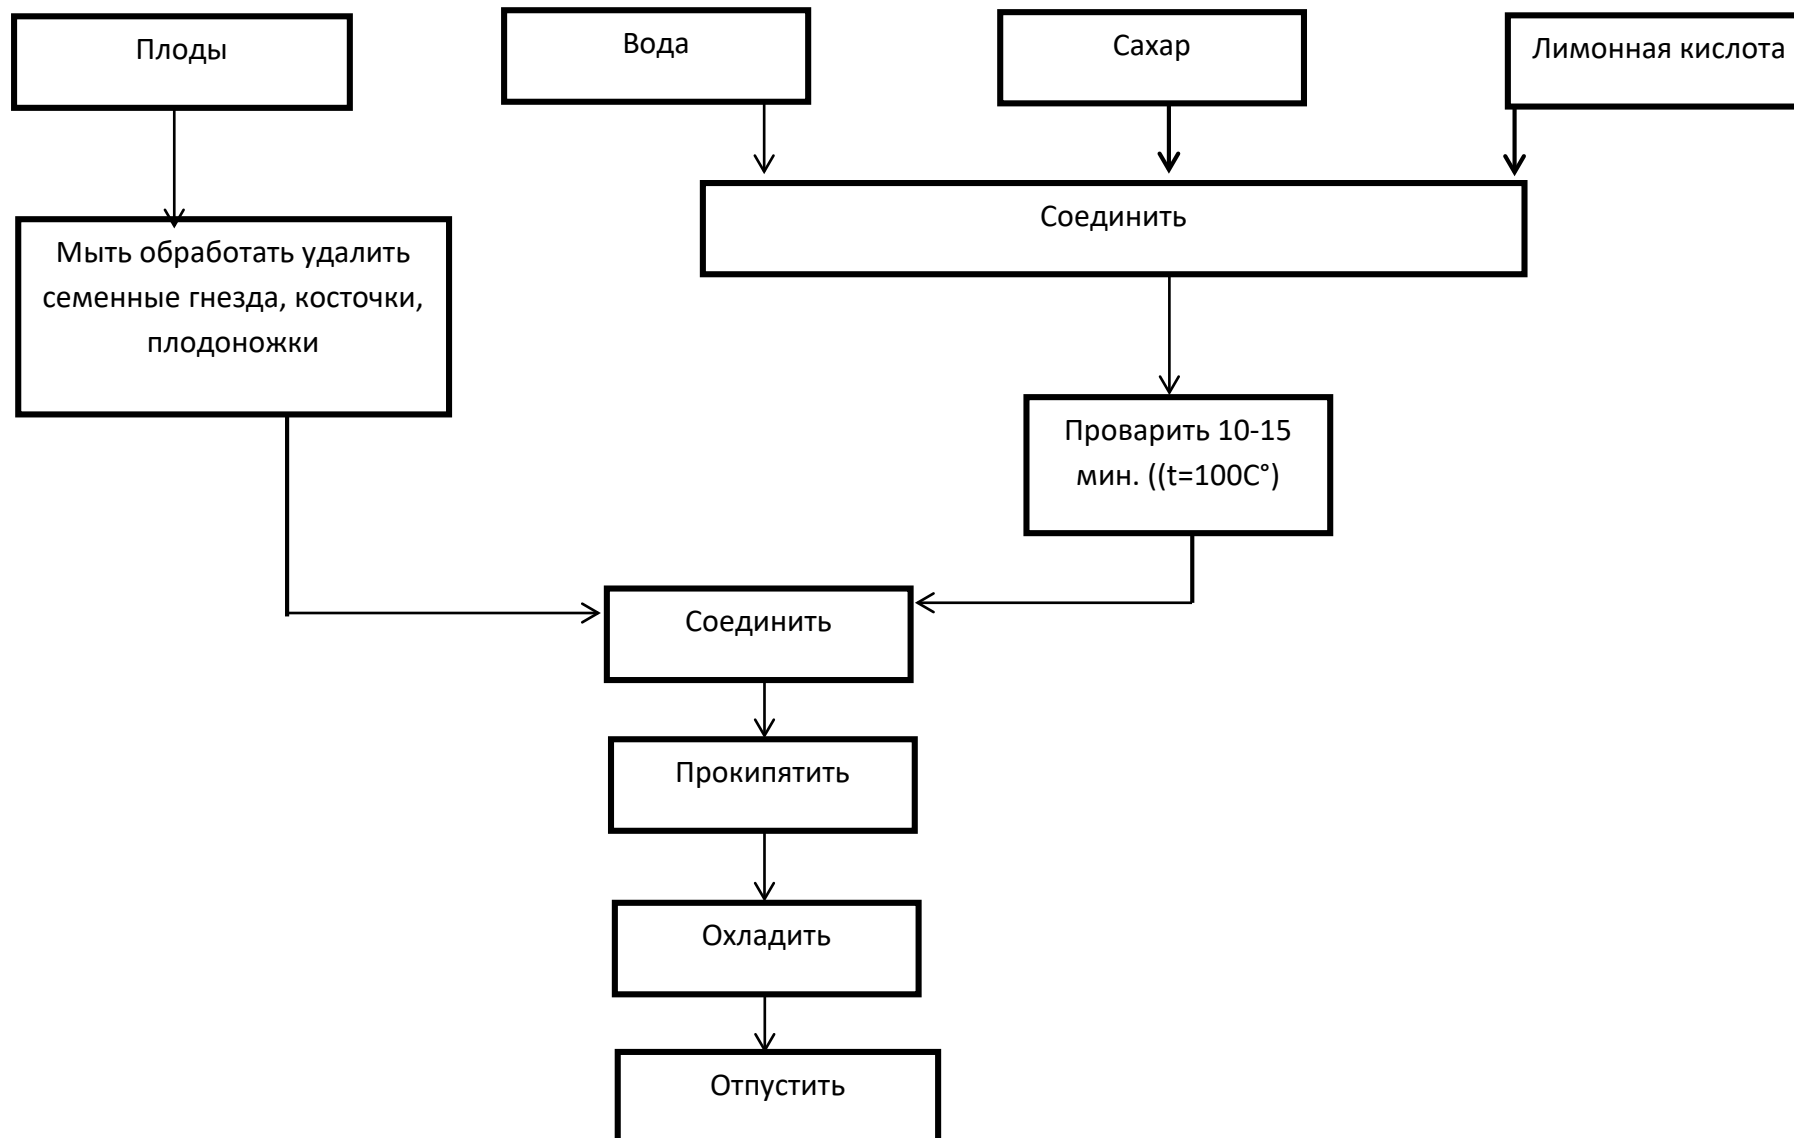 Плоды
Вода
Сахар
Лимонная кислота
Мыть обработать удалить
семенные гнезда, косточки,
плодоножки
Соединить
Проварить 10-15
мин. ((t=100С°)
Соединить
Прокипятить
Охладить
Отпустить